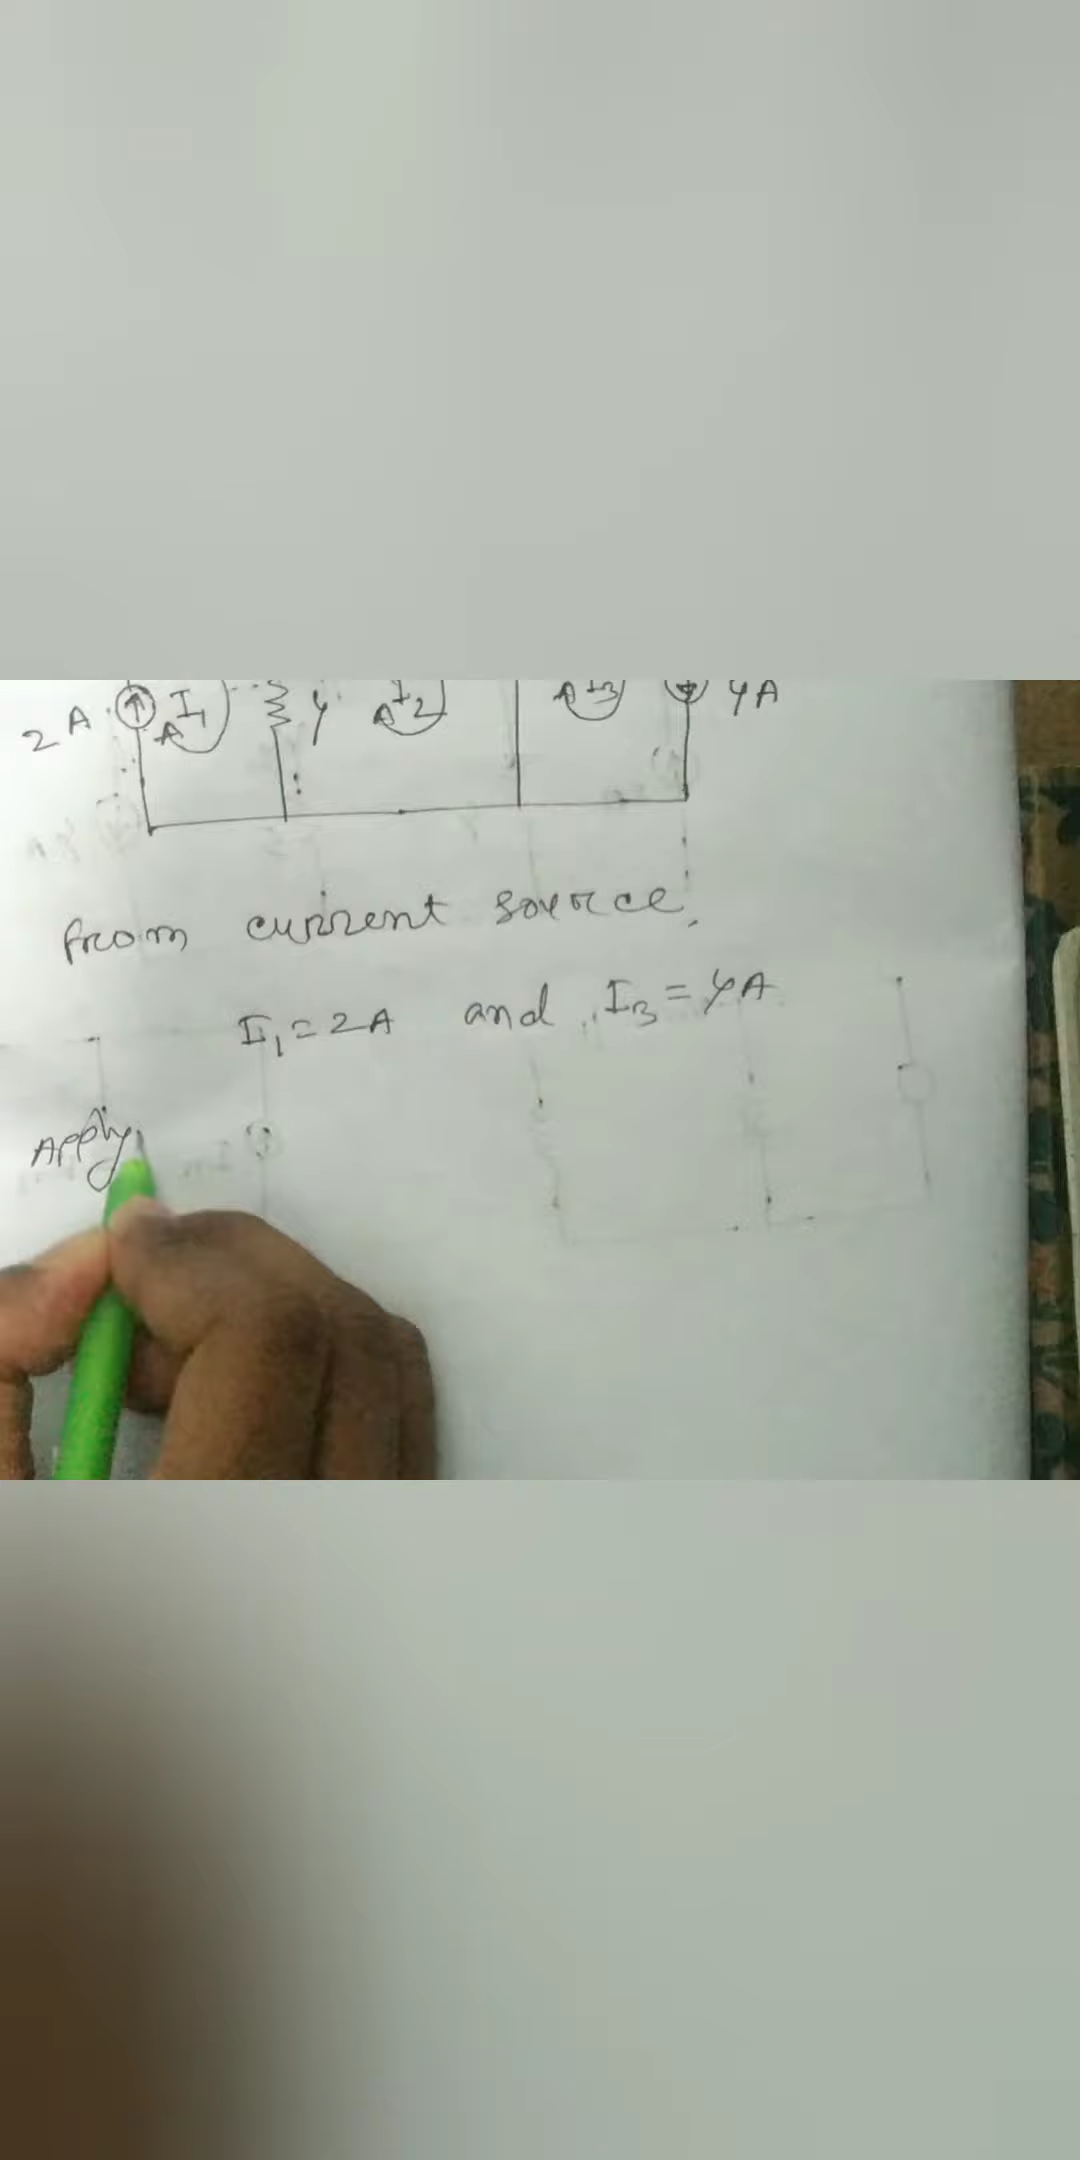 2 A I₁ 4 I₂ I₃ 4A
from current source,
I₁ = 2A and I₃ = 4A
Apply